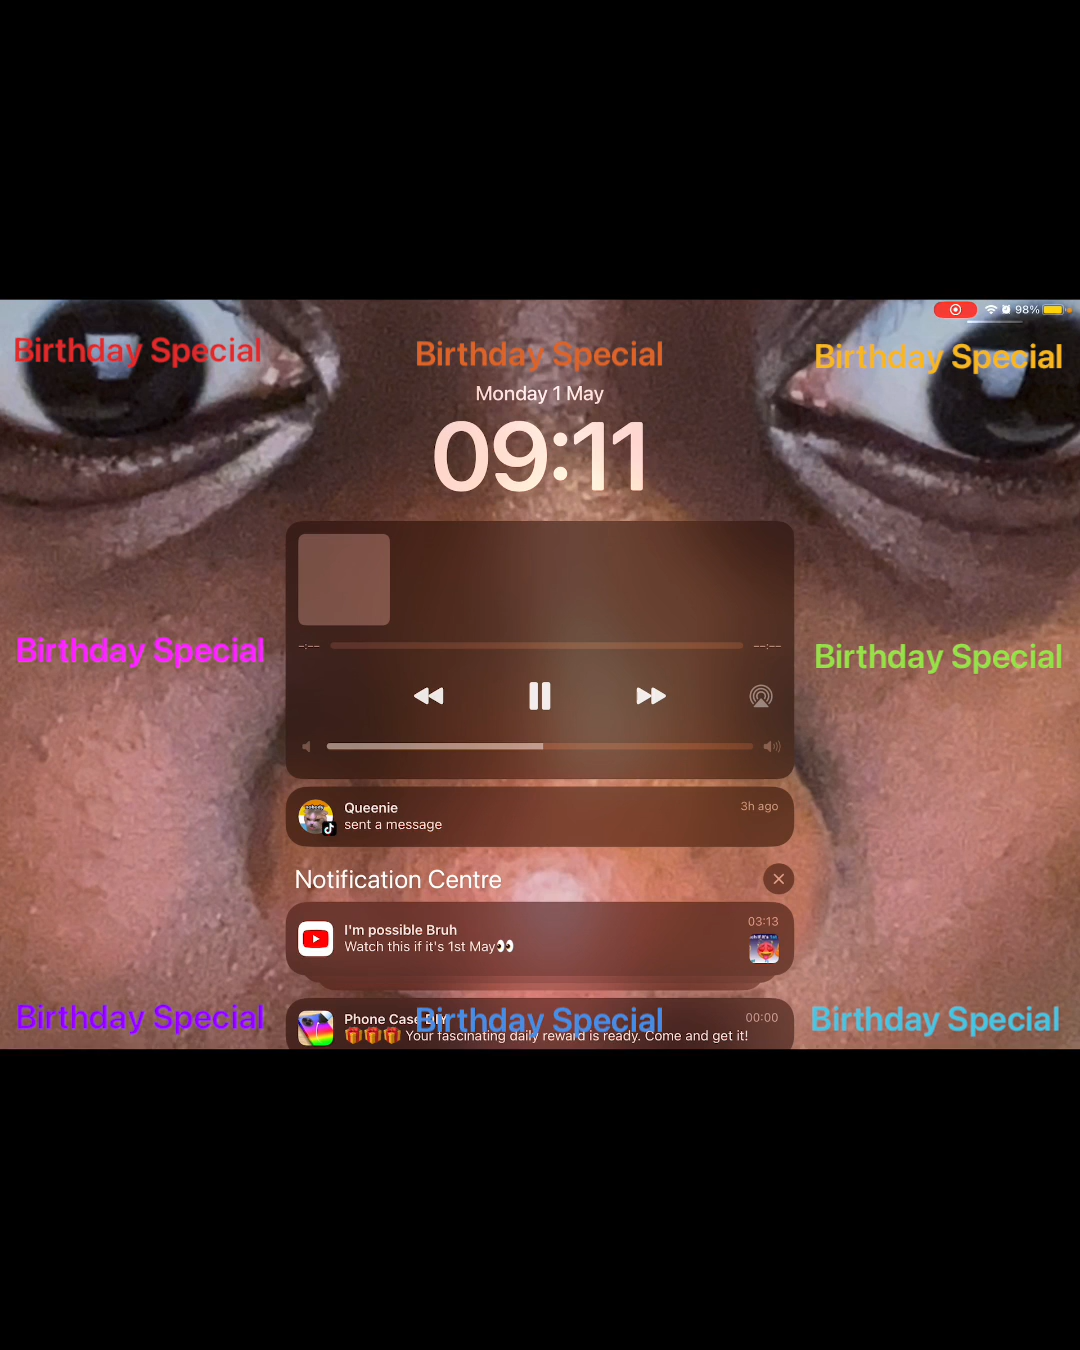 98%
Birthday Special
Birthday Special
Birthday Special
Monday 1 May
09:11
-:--
--:--
Birthday Special
Birthday Special
Queenie
3h ago
sent a message
Notification Centre
I'm possible Bruh
03:13
Watch this if it's 1st May👀
Birthday Special
Phone Case DIY
Birthday Special
00:00
Birthday Special
🎁🎁🎁 Your fascinating daily reward is ready. Come and get it!